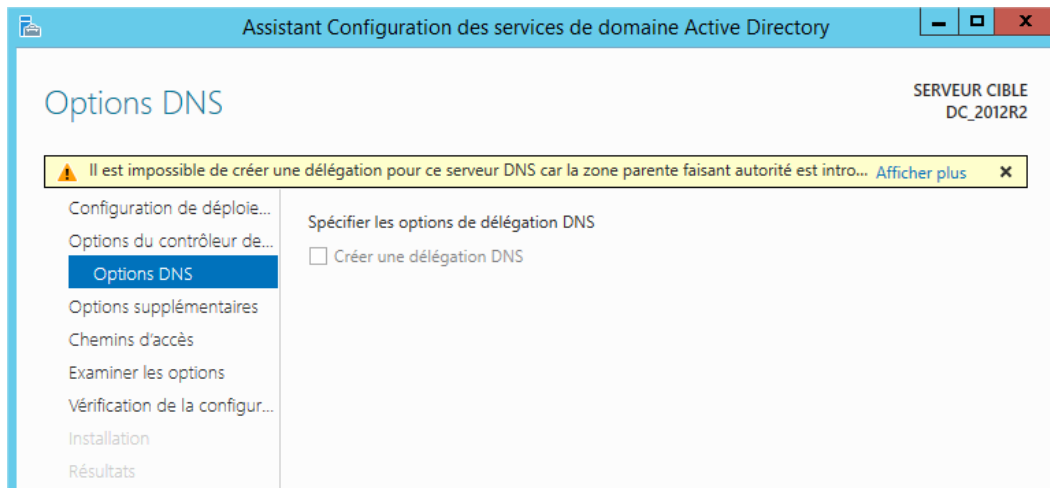 Assistant Configuration des services de domaine Active Directory
Options DNS
SERVEUR CIBLE
DC_2012R2
Il est impossible de créer une délégation pour ce serveur DNS car la zone parente faisant autorité est intro... Afficher plus
Configuration de déploie...
Options du contrôleur de...
Options DNS
Options supplémentaires
Chemins d'accès
Examiner les options
Vérification de la configur...
Installation
Résultats
Spécifier les options de délégation DNS
Créer une délégation DNS